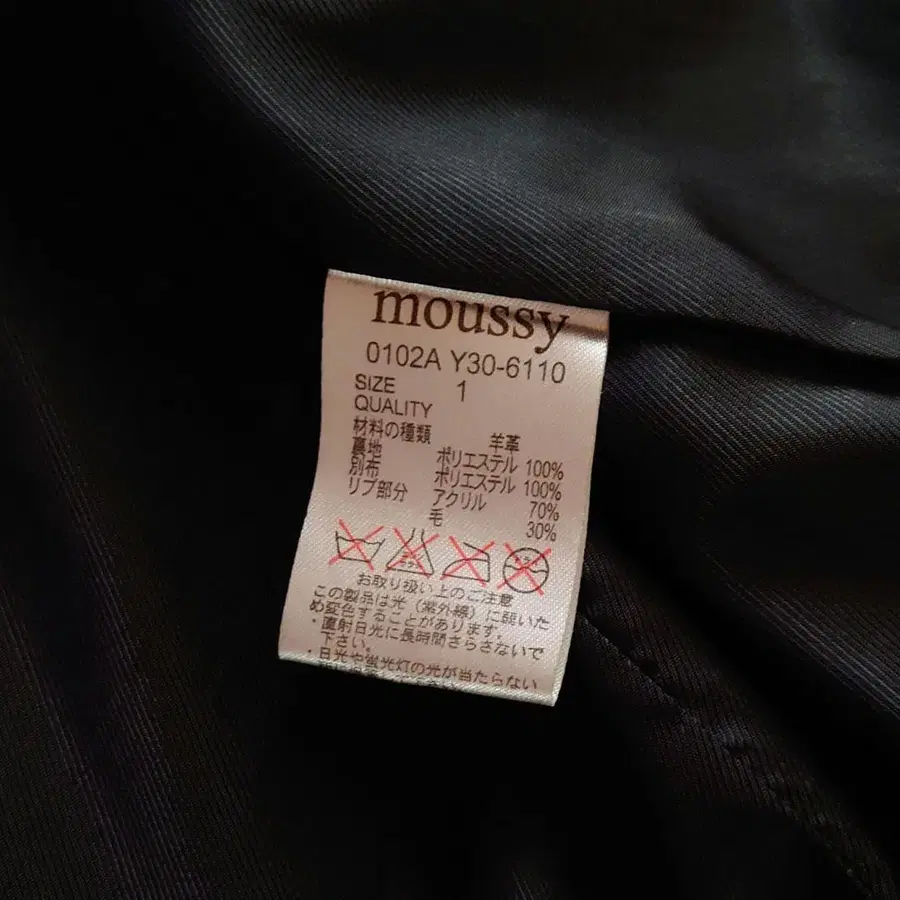 moussy
0102A Y30-6110
SIZE 1
QUALITY
材料の種類 羊革
裏地 ポリエステル 100%
別布 ポリエステル 100%
リブ部分 アクリル 70%
毛 30%
お取り扱い上のご注意
この製品は光（紫外線）に弱いた
め変色することがあります。
・直射日光に長時間さらさないで
下さい。
・日光や蛍光灯の光が当たらない